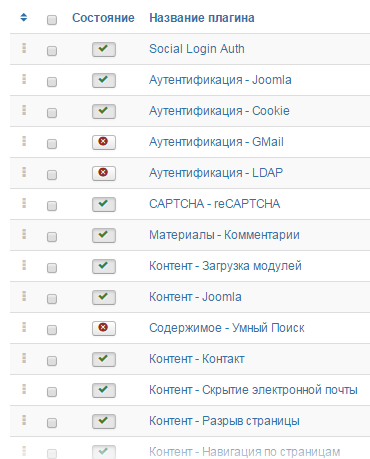 Состояние Название плагина
Social Login Auth
Аутентификация - Joomla
Аутентификация - Cookie
Аутентификация - GMail
Аутентификация - LDAP
CAPTCHA - reCAPTCHA
Материалы - Комментарии
Контент - Загрузка модулей
Контент - Joomla
Содержимое - Умный Поиск
Контент - Контакт
Контент - Скрытие электронной почты
Контент - Разрыв страницы
Контент - Навигация по страницам